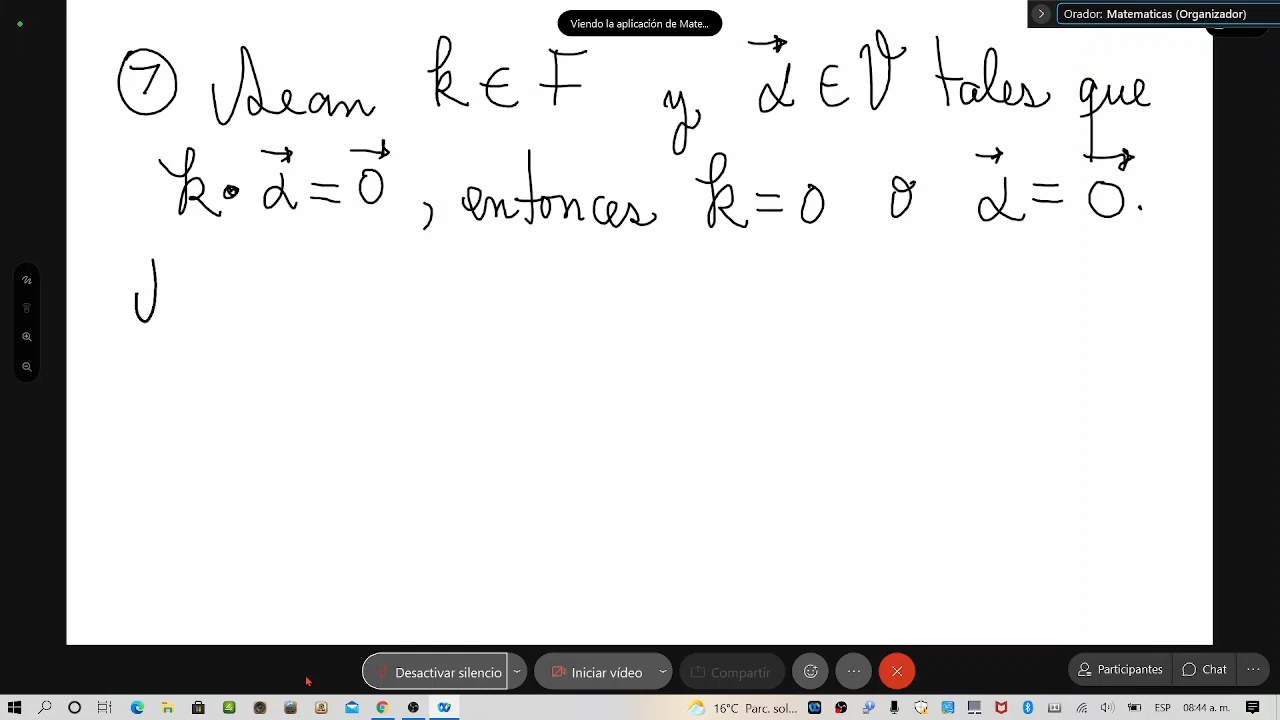 Viendo la aplicación de Mate...
Orador: Matematicas (Organizador)
⑦ Sean k ∈ F y α⃗ ∈ V tales que
k • α⃗ = 0⃗, entonces k = 0 o α⃗ = 0⃗.
Desactivar silencio
Iniciar vídeo
Compartir
Participantes
Chat
16°C Parc. sol...
ESP
08:44 a. m.